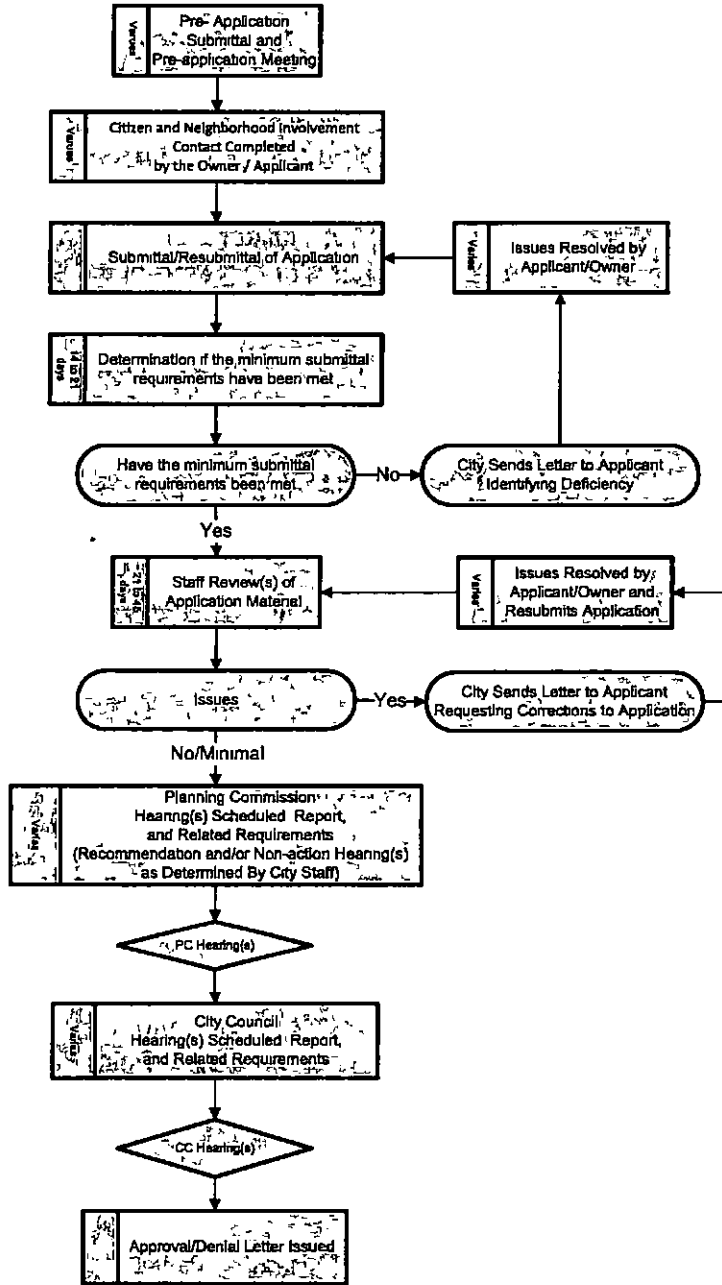 Varies
Pre- Application
Submittal and
Pre-application Meeting
Varies
Citizen and Neighborhood Involvement
Contact Completed
by the Owner / Applicant
Submittal/Resubmittal of Application
Varies
Issues Resolved by
Applicant/Owner
14 to 21
days
Determination if the minimum submittal
requirements have been met
Have the minimum submittal
requirements been met
No
City Sends Letter to Applicant
Identifying Deficiency
Yes
21 to 45
days
Staff Review(s) of
Application Material
Varies
Issues Resolved by
Applicant/Owner and
Resubmits Application
Issues
Yes
City Sends Letter to Applicant
Requesting Corrections to Application
No/Minimal
Varies
Planning Commission
Hearing(s) Scheduled Report,
and Related Requirements
(Recommendation and/or Non-action Hearing(s)
as Determined By City Staff)
PC Hearing(s)
Varies
City Council
Hearing(s) Scheduled Report,
and Related Requirements
CC Hearing(s)
Approval/Denial Letter Issued